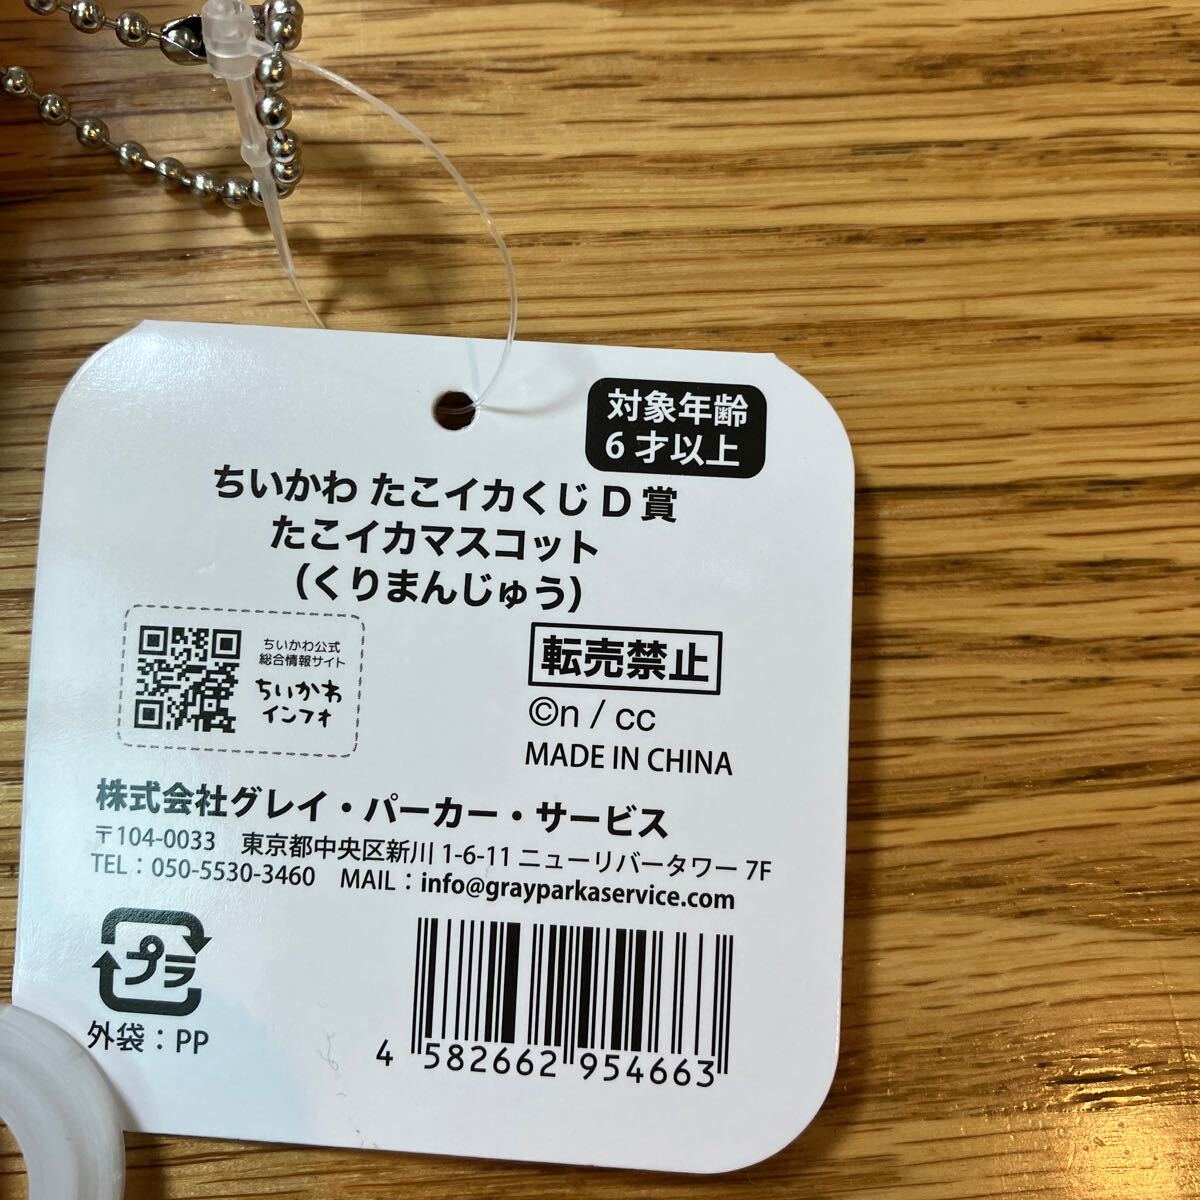 対象年齢
6才以上
ちいかわ たこイカくじ D 賞
たこイカマスコット
（くりまんじゅう）
ちいかわ公式
総合情報サイト
ちいかわ
インフォ
転売禁止
©n / cc
MADE IN CHINA
株式会社グレイ・パーカー・サービス
〒104-0033　東京都中央区新川 1-6-11 ニューリバータワー 7F
TEL：050-5530-3460　MAIL：info@grayparkaservice.com
プラ
外袋：PP
4 582662 954663